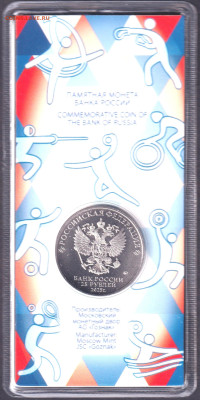 ПАМЯТНАЯ МОНЕТА
БАНКА РОССИИ
COMMEMORATIVE COIN OF
THE BANK OF RUSSIA
РОССИЙСКАЯ ФЕДЕРАЦИЯ
БАНК РОССИИ
25 РУБЛЕЙ
Производитель
Московский
монетный двор
АО «Гознак»
Manufacturer
Moscow Mint
JSC «Goznak»